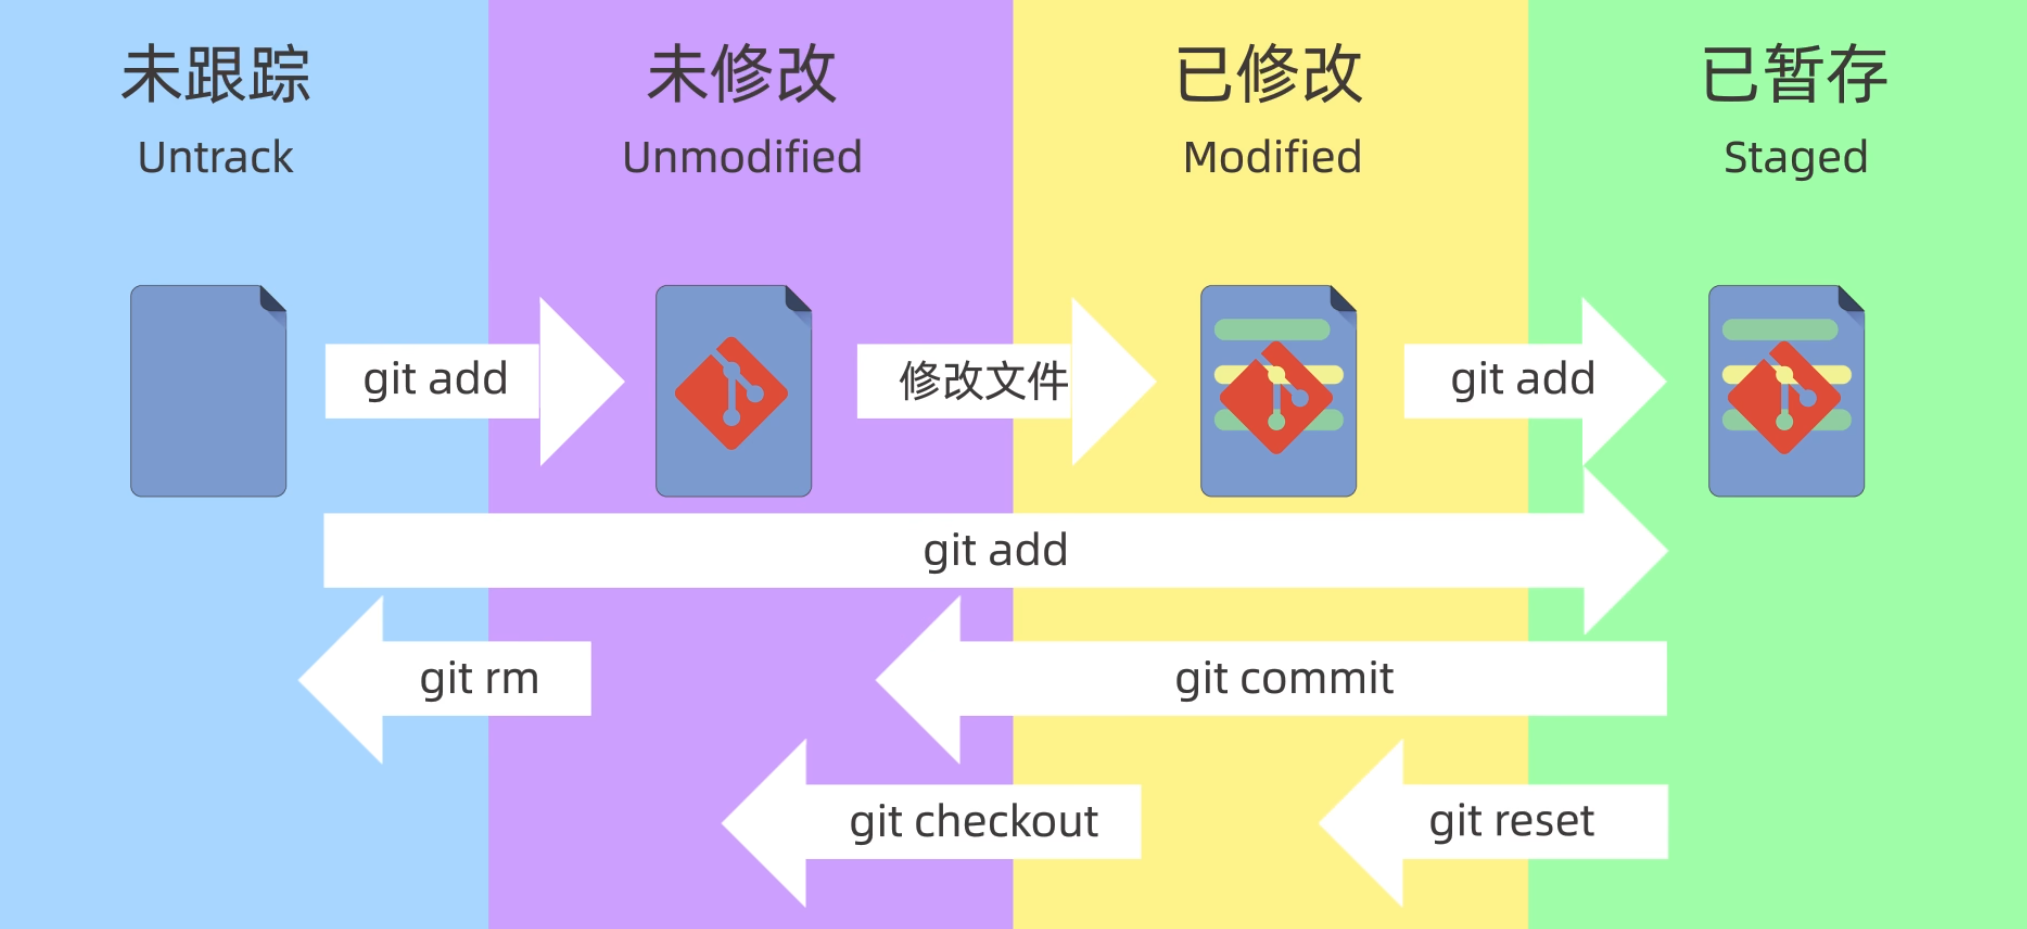 未跟踪
Untrack
未修改
Unmodified
已修改
Modified
已暂存
Staged
git add
修改文件
git add
git add
git rm
git commit
git checkout
git reset